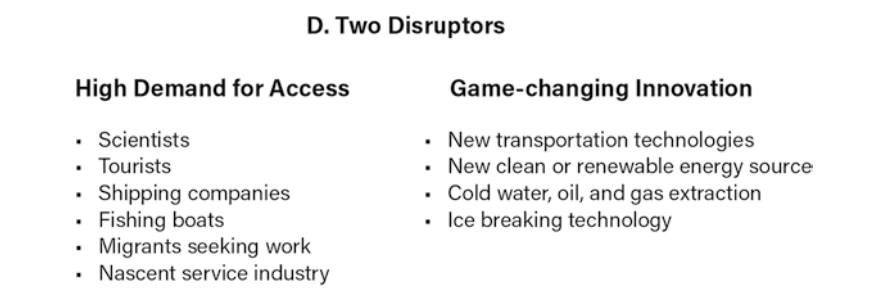 D. Two Disruptors
High Demand for Access
Scientists
Tourists
Shipping companies
Fishing boats
Migrants seeking work
Nascent service industry
Game-changing Innovation
New transportation technologies
New clean or renewable energy source
Cold water, oil, and gas extraction
Ice breaking technology